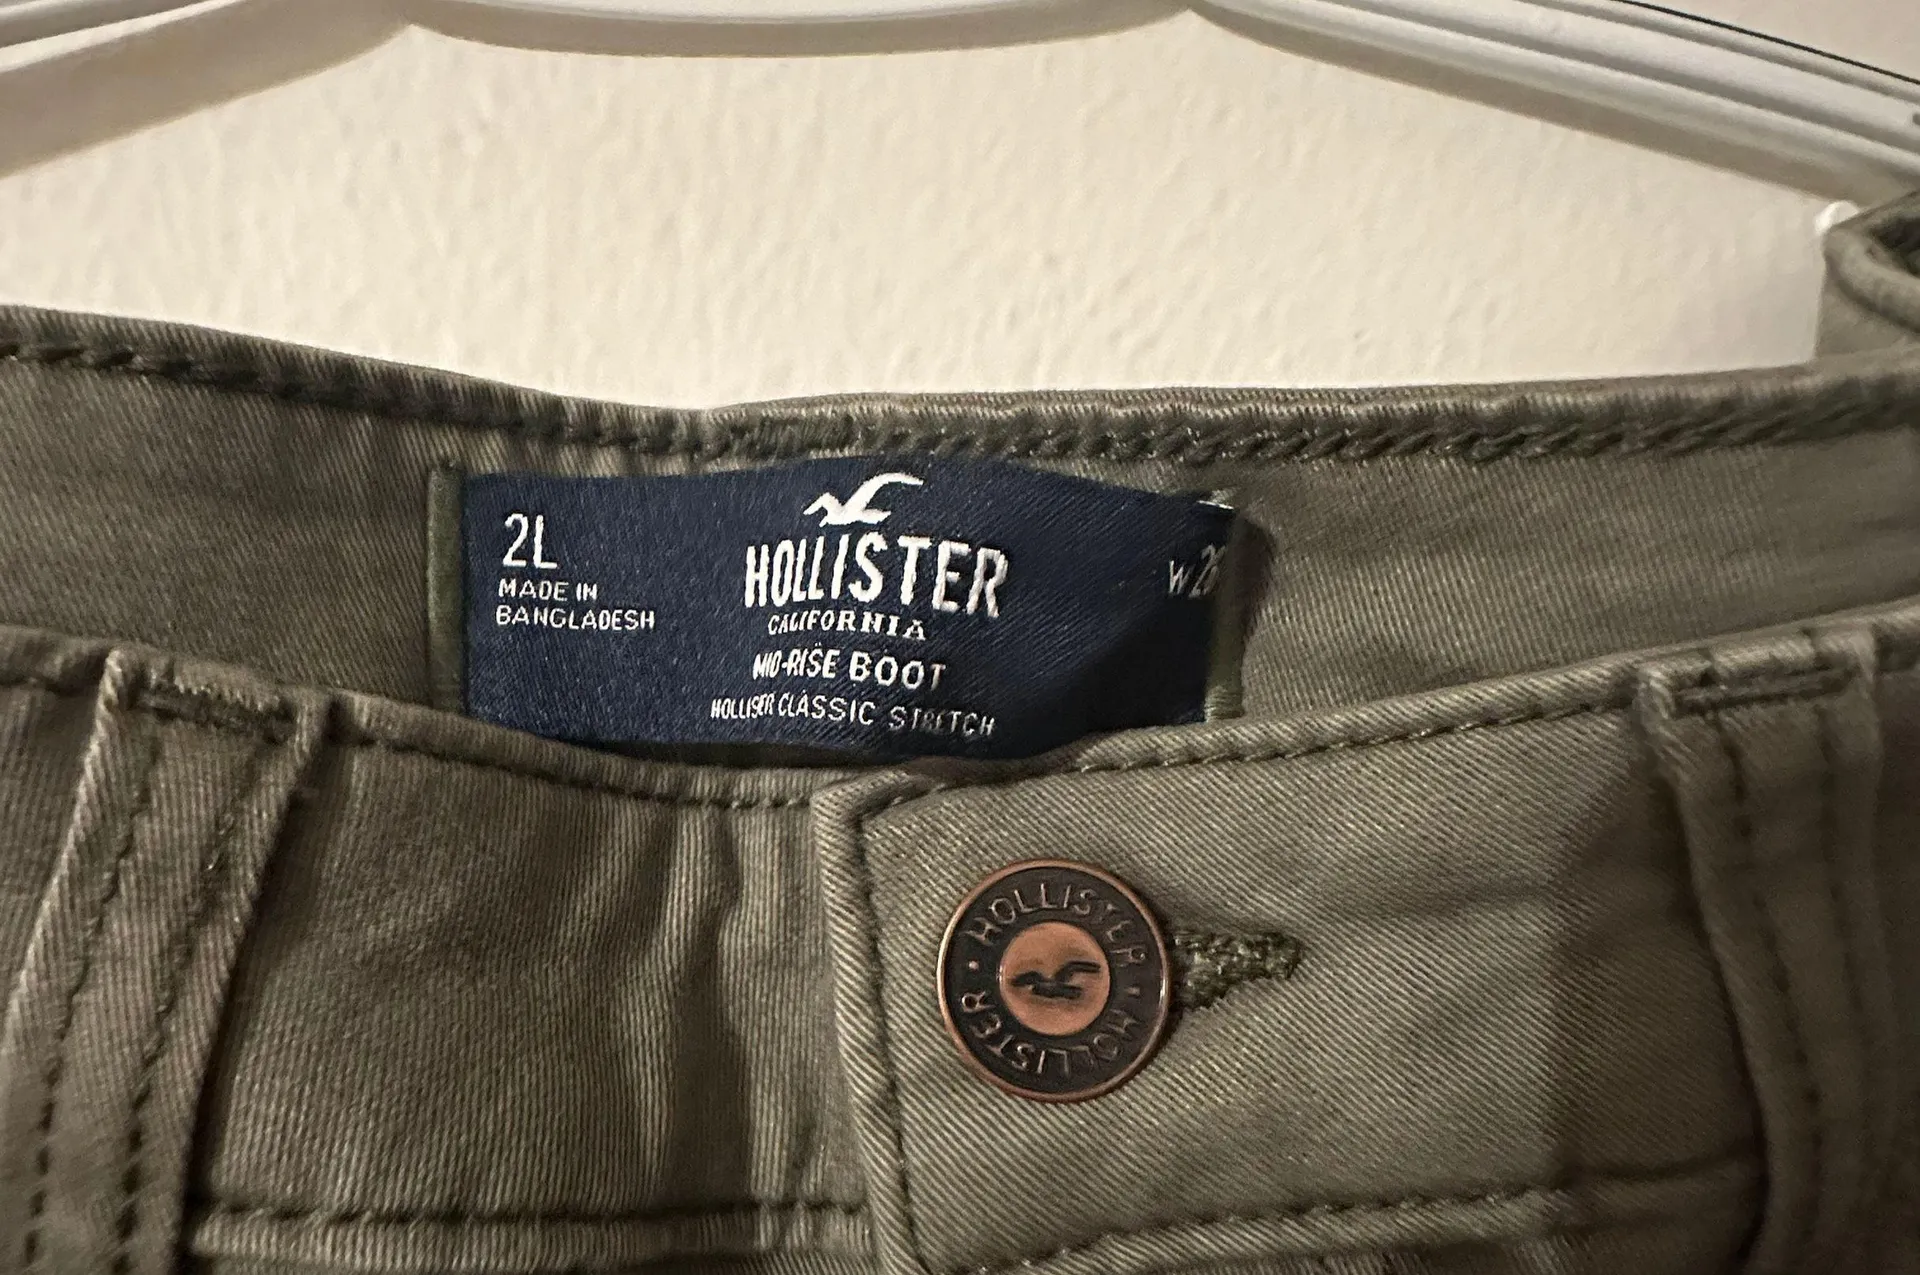 2L
MADE IN
BANGLADESH
HOLLISTER
CALIFORNIA
MID-RISE BOOT
HOLLISTER CLASSIC STRETCH
HOLLISTER • HOLLISTER •